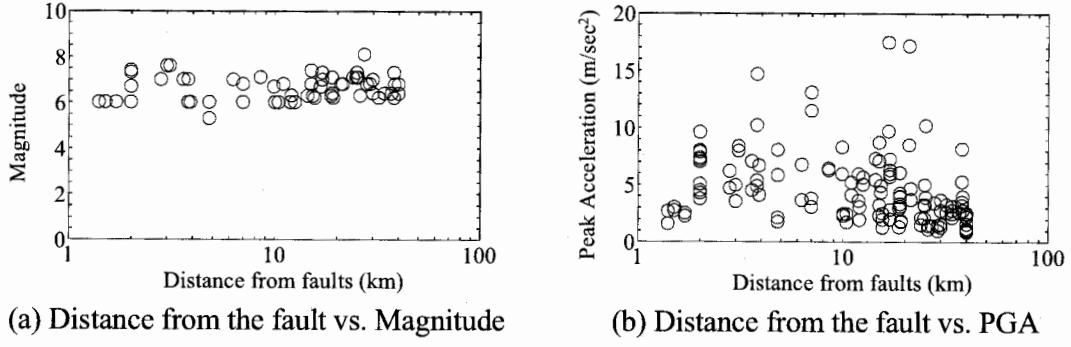 10
8
6
4
2
0
Magnitude
1
10
100
Distance from faults (km)
(a) Distance from the fault vs. Magnitude
20
15
10
5
0
Peak Acceleration (m/sec²)
1
10
100
Distance from faults (km)
(b) Distance from the fault vs. PGA